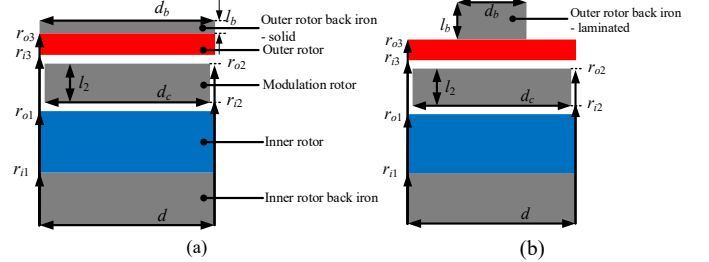 d_b
l_b
Outer rotor back iron
- solid
r_o3
Outer rotor
r_i3
r_o2
l_2
Modulation rotor
d_c
r_i2
r_o1
Inner rotor
r_i1
Inner rotor back iron
d
(a)
d_b
Outer rotor back iron
- laminated
l_b
r_o3
r_i3
r_o2
l_2
d_c
r_i2
r_o1
r_i1
d
(b)